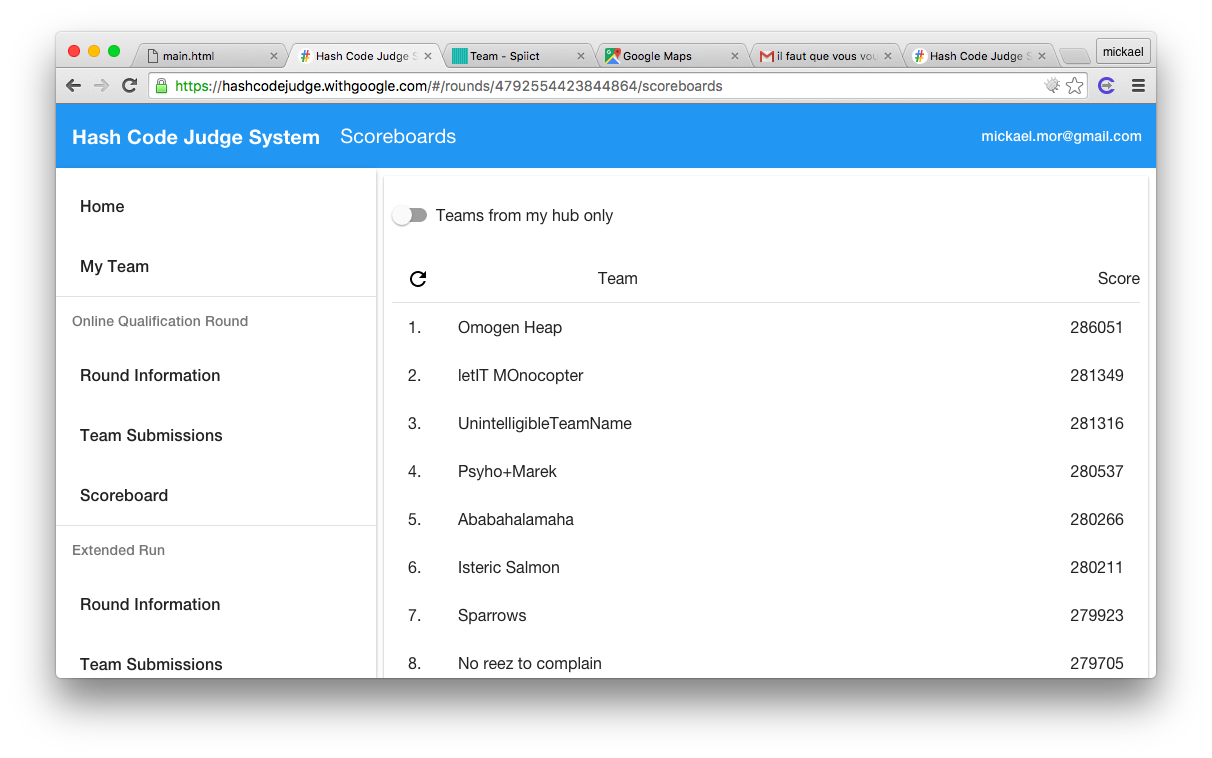 main.html
Hash Code Judge S
Team - Spiict
Google Maps
il faut que vous vou
Hash Code Judge S
mickael
https://hashcodejudge.withgoogle.com/#/rounds/4792554423844864/scoreboards
Hash Code Judge System
Scoreboards
mickael.mor@gmail.com
Home
My Team
Online Qualification Round
Round Information
Team Submissions
Scoreboard
Extended Run
Round Information
Team Submissions
Teams from my hub only
Team Score
1. Omogen Heap 286051
2. letIT MOnocopter 281349
3. UnintelligibleTeamName 281316
4. Psyho+Marek 280537
5. Ababahalamaha 280266
6. Isteric Salmon 280211
7. Sparrows 279923
8. No reez to complain 279705